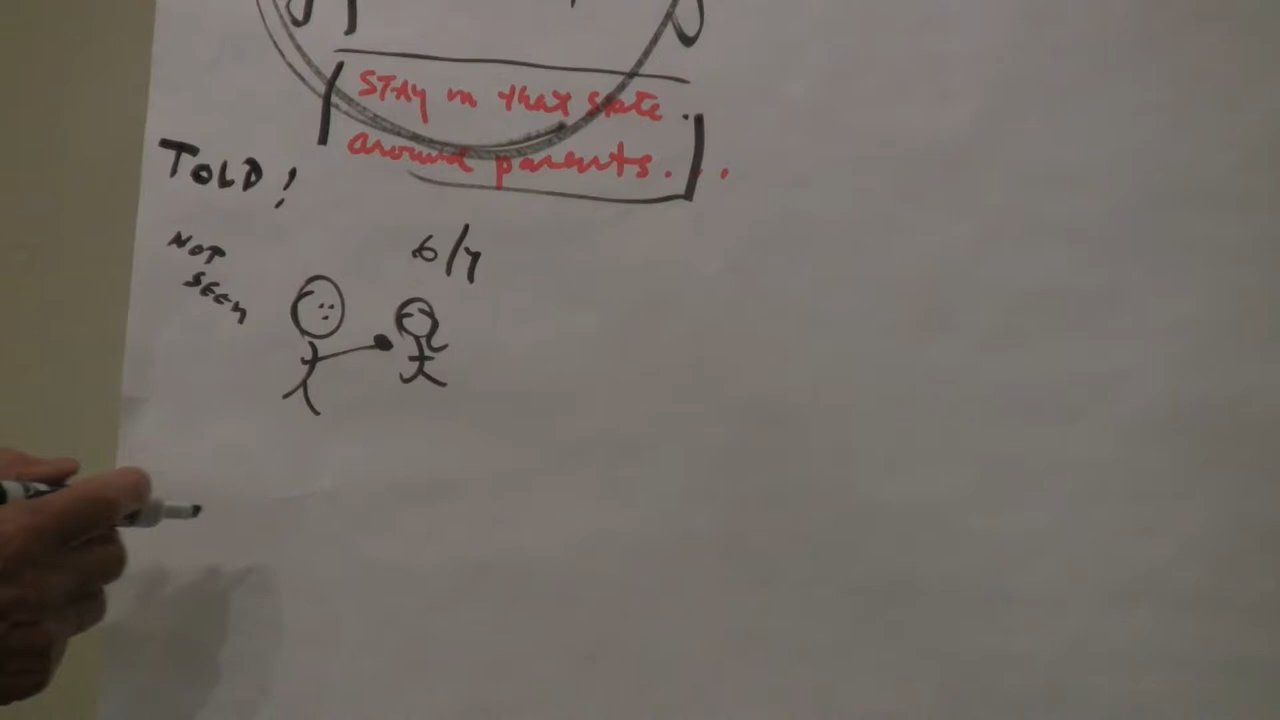 STAY in that state .
around parents. . .
TOLD!
NOT
SEEN
6/7